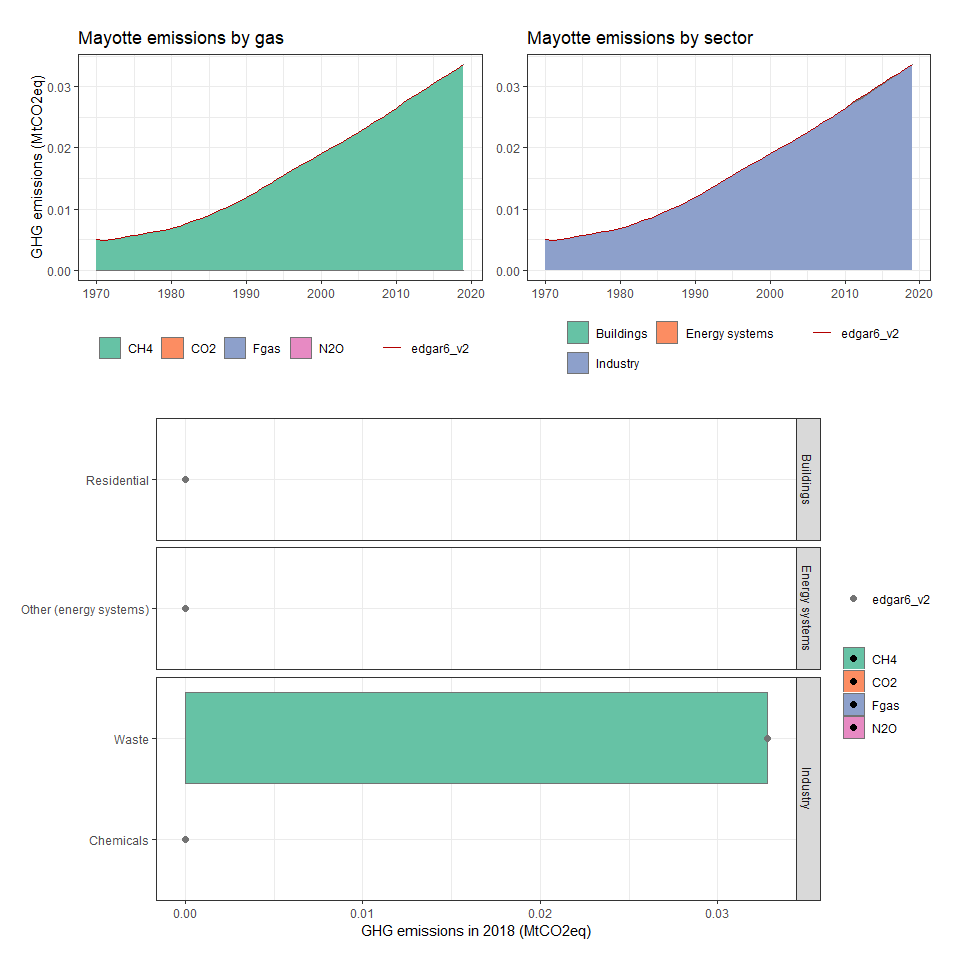 Mayotte emissions by gas
GHG emissions (MtCO2eq)
0.03
0.02
0.01
0.00
1970 1980 1990 2000 2010 2020
CH4 CO2 Fgas N2O edgar6_v2
Mayotte emissions by sector
0.03
0.02
0.01
0.00
1970 1980 1990 2000 2010 2020
Buildings Energy systems edgar6_v2
Industry
Residential
Buildings
Other (energy systems)
Energy systems
Waste
Chemicals
Industry
0.00 0.01 0.02 0.03
GHG emissions in 2018 (MtCO2eq)
edgar6_v2
CH4
CO2
Fgas
N2O